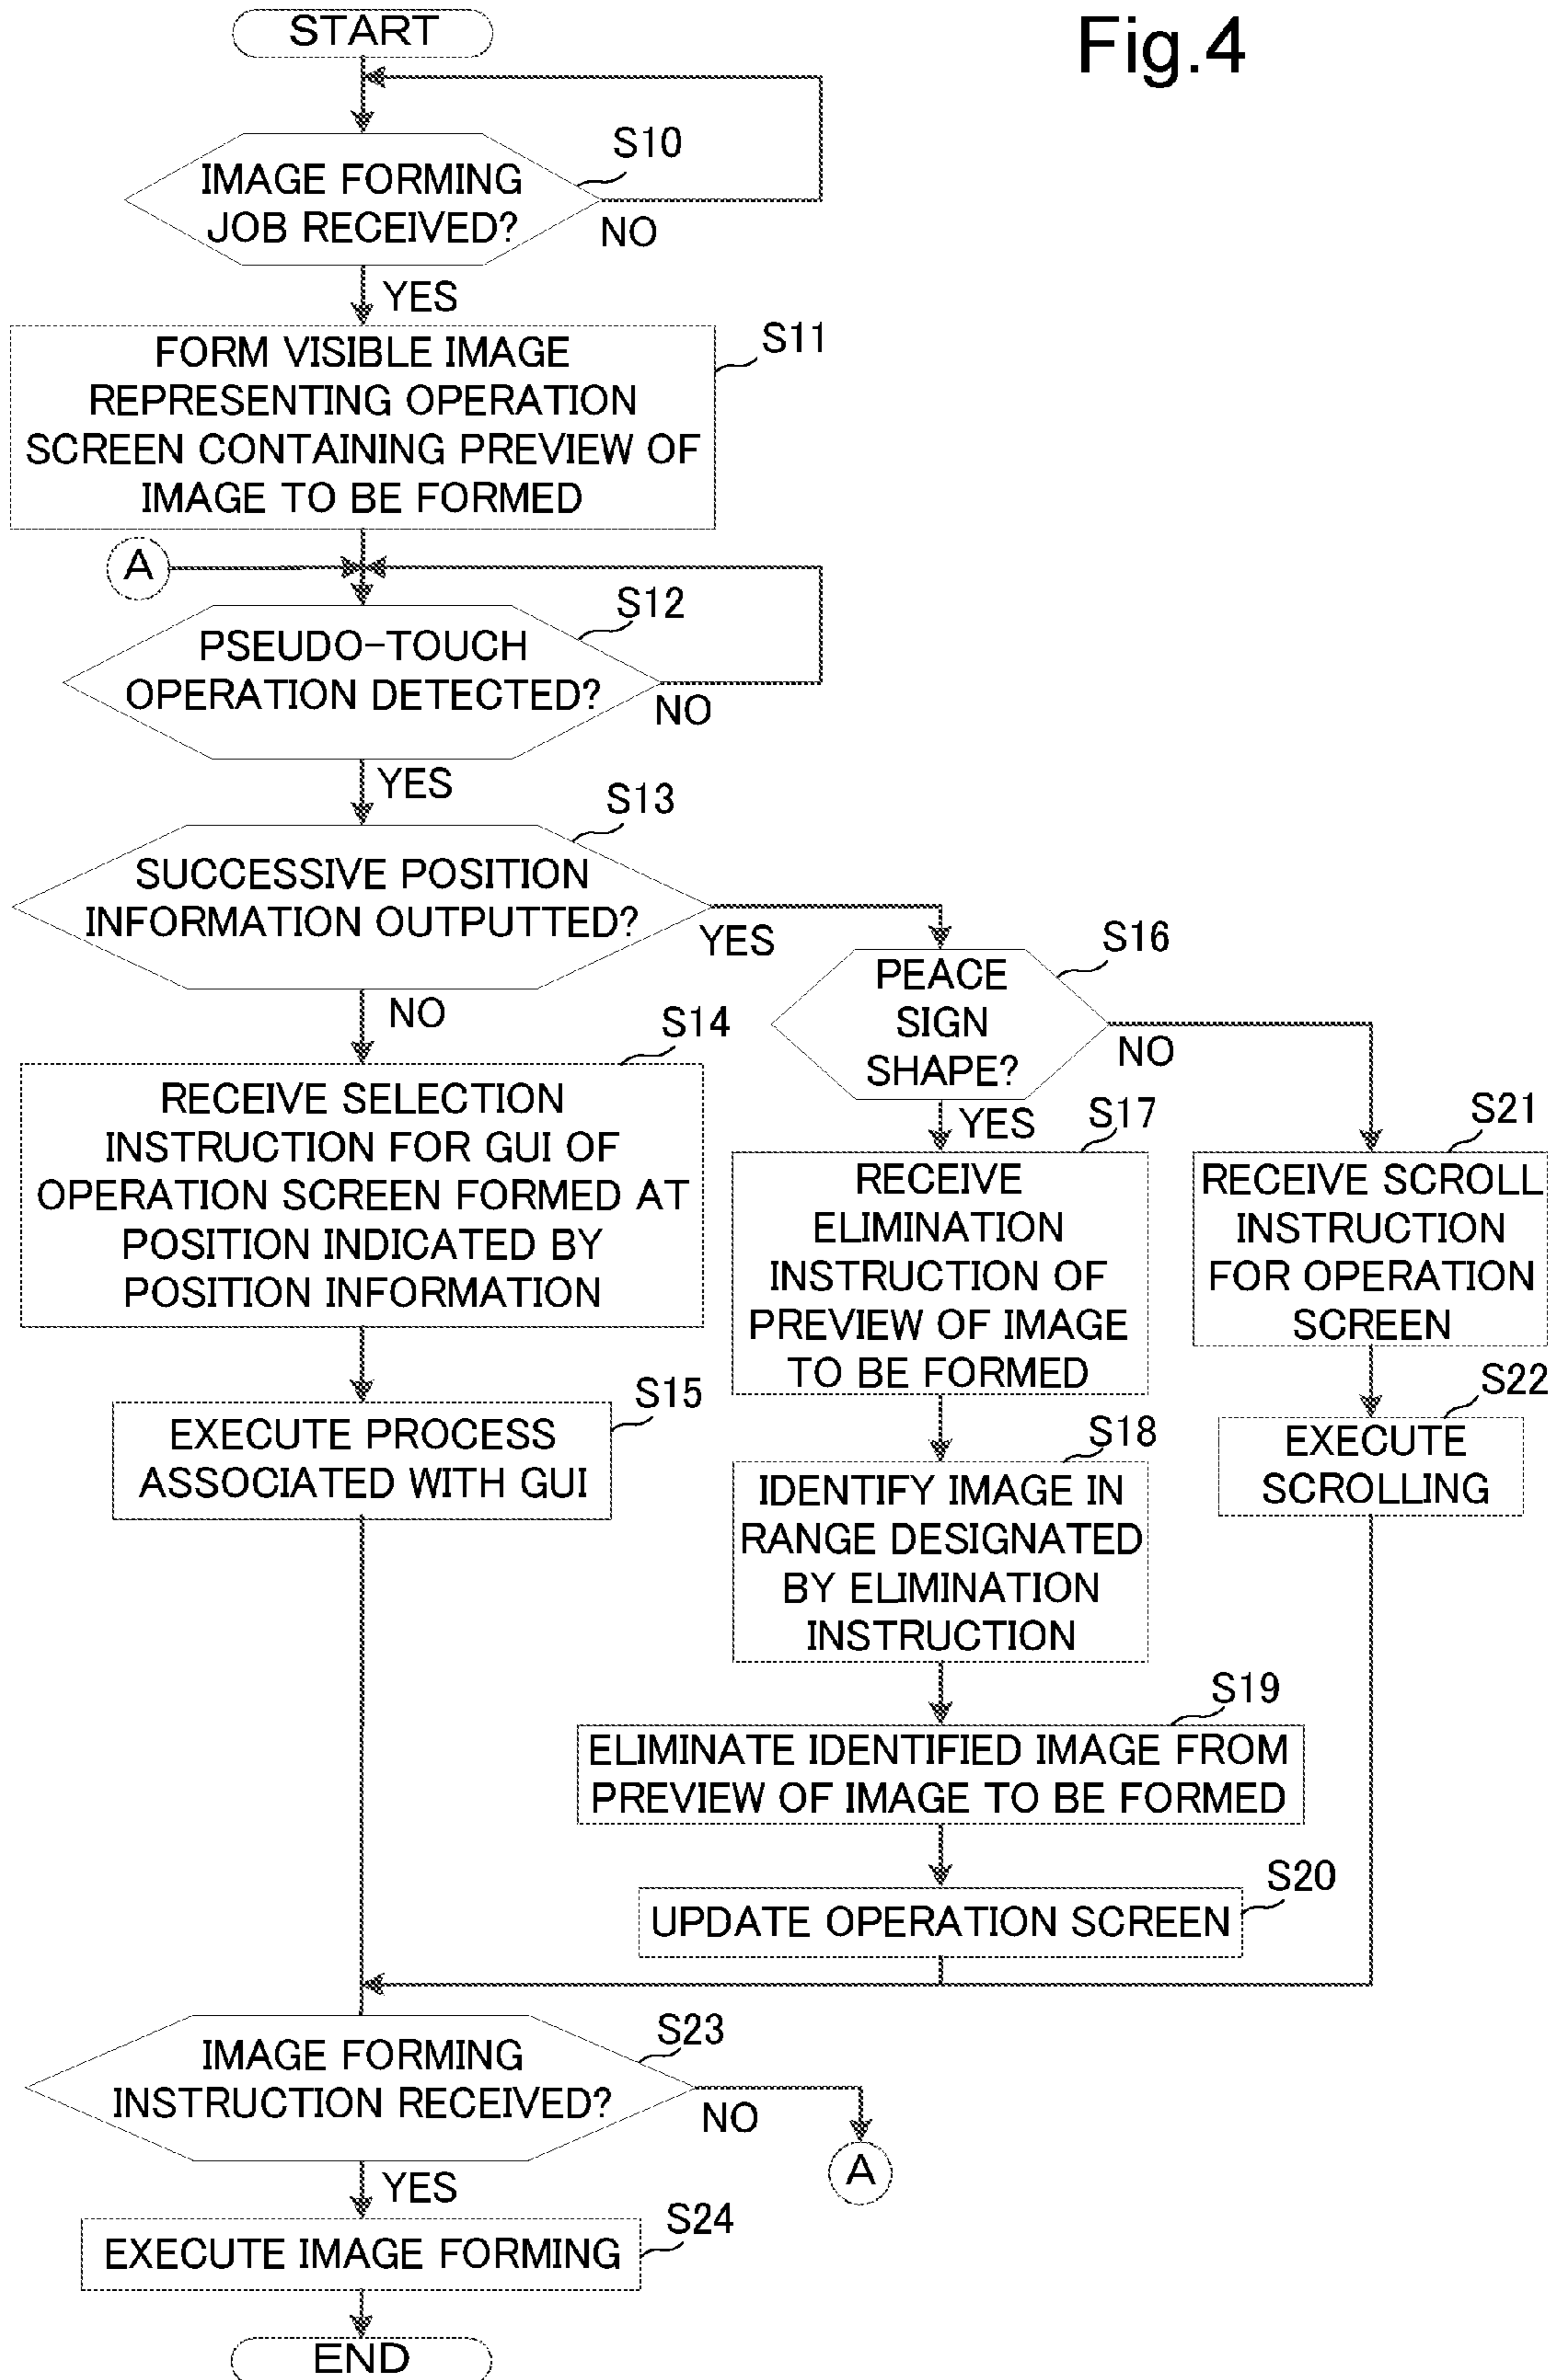 Fig.4
START
S10
IMAGE FORMING
JOB RECEIVED?
NO
YES
S11
FORM VISIBLE IMAGE
REPRESENTING OPERATION
SCREEN CONTAINING PREVIEW OF
IMAGE TO BE FORMED
A
S12
PSEUDO-TOUCH
OPERATION DETECTED?
NO
YES
S13
SUCCESSIVE POSITION
INFORMATION OUTPUTTED?
YES
NO
S14
RECEIVE SELECTION
INSTRUCTION FOR GUI OF
OPERATION SCREEN FORMED AT
POSITION INDICATED BY
POSITION INFORMATION
S15
EXECUTE PROCESS
ASSOCIATED WITH GUI
S16
PEACE
SIGN
SHAPE?
NO
YES
S17
RECEIVE
ELIMINATION
INSTRUCTION OF
PREVIEW OF IMAGE
TO BE FORMED
S18
IDENTIFY IMAGE IN
RANGE DESIGNATED
BY ELIMINATION
INSTRUCTION
S19
ELIMINATE IDENTIFIED IMAGE FROM
PREVIEW OF IMAGE TO BE FORMED
S20
UPDATE OPERATION SCREEN
S21
RECEIVE SCROLL
INSTRUCTION
FOR OPERATION
SCREEN
S22
EXECUTE
SCROLLING
S23
IMAGE FORMING
INSTRUCTION RECEIVED?
NO
A
YES
S24
EXECUTE IMAGE FORMING
END